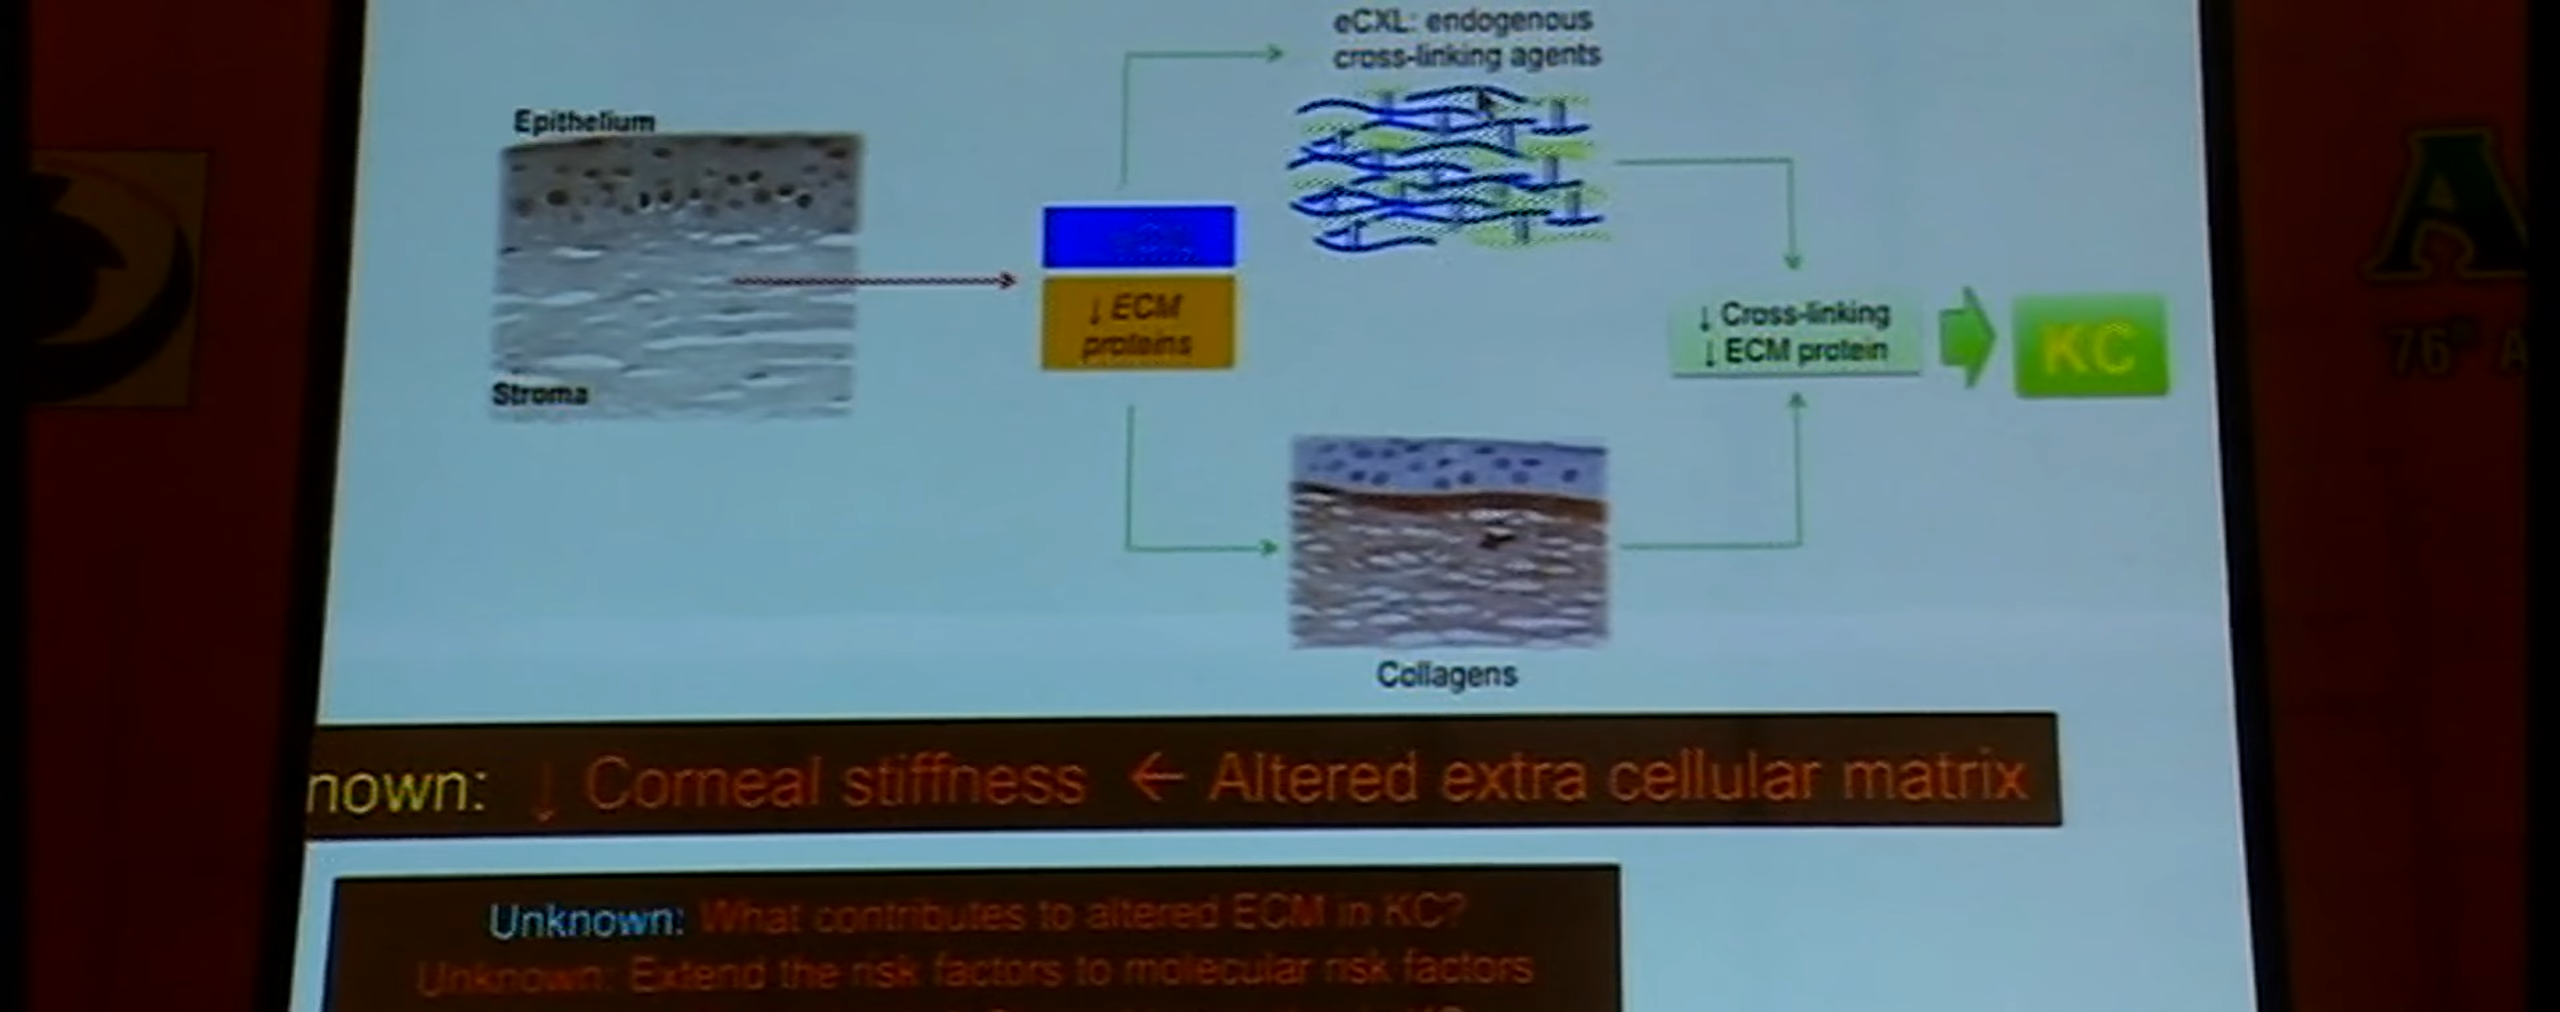 eCXL: endogenous
cross-linking agents
Epithelium
↓ ECM
proteins
Stroma
↓ Cross-linking
↓ ECM protein
KC
Collagens
nown: ↓ Corneal stiffness ← Altered extra cellular matrix
Unknown: What contributes to altered ECM in KC?
Unknown: Extend the risk factors to molecular risk factors
A
76° A